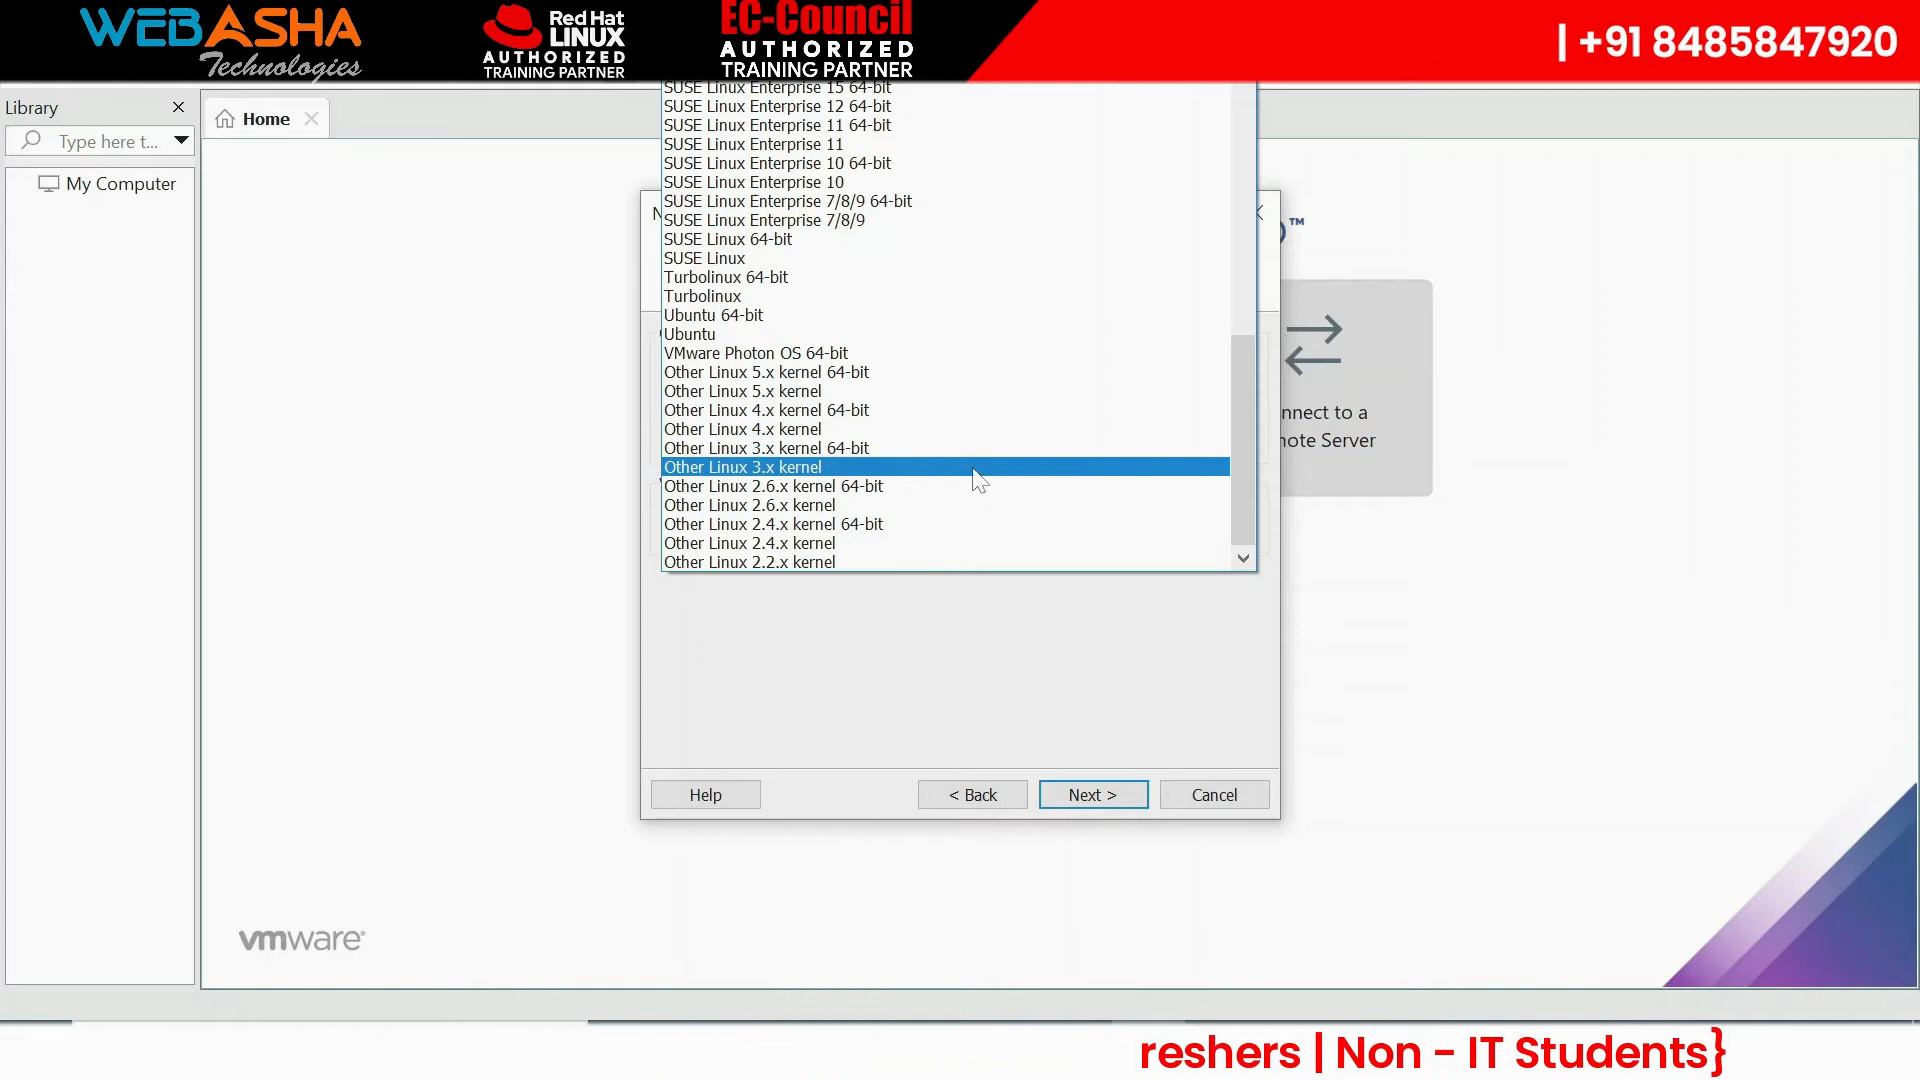 WEBASHA
Technologies
Red Hat
LINUX
AUTHORIZED
TRAINING PARTNER
EC-Council
AUTHORIZED
TRAINING PARTNER
| +91 8485847920
Library
Type here t...
My Computer
Home
SUSE Linux Enterprise 15 64-bit
SUSE Linux Enterprise 12 64-bit
SUSE Linux Enterprise 11 64-bit
SUSE Linux Enterprise 11
SUSE Linux Enterprise 10 64-bit
SUSE Linux Enterprise 10
SUSE Linux Enterprise 7/8/9 64-bit
SUSE Linux Enterprise 7/8/9
SUSE Linux 64-bit
SUSE Linux
Turbolinux 64-bit
Turbolinux
Ubuntu 64-bit
Ubuntu
VMware Photon OS 64-bit
Other Linux 5.x kernel 64-bit
Other Linux 5.x kernel
Other Linux 4.x kernel 64-bit
Other Linux 4.x kernel
Other Linux 3.x kernel 64-bit
Other Linux 3.x kernel
Other Linux 2.6.x kernel 64-bit
Other Linux 2.6.x kernel
Other Linux 2.4.x kernel 64-bit
Other Linux 2.4.x kernel
Other Linux 2.2.x kernel
TM
nnect to a
note Server
Help
< Back
Next >
Cancel
vmware
reshers | Non - IT Students}